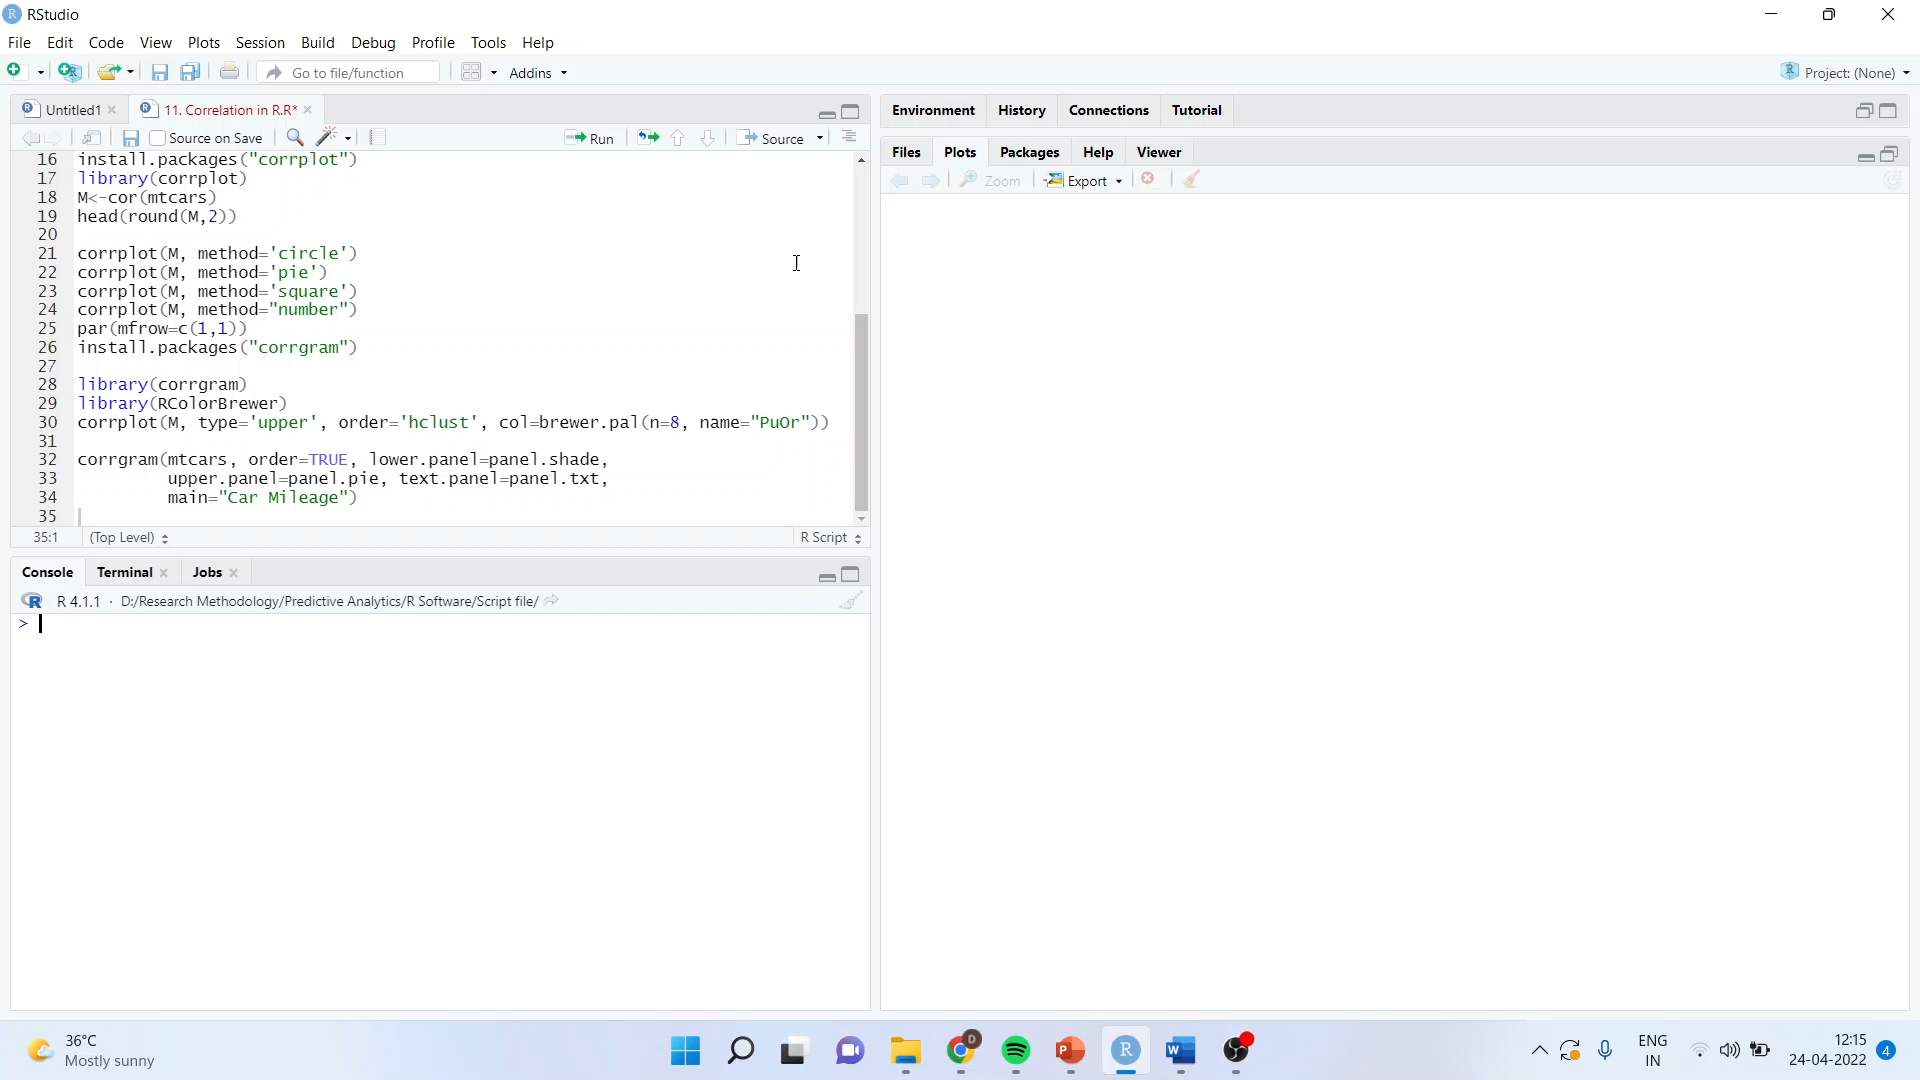 RStudio
File Edit Code View Plots Session Build Debug Profile Tools Help
Go to file/function Addins Project: (None)
Untitled1 11. Correlation in R.R*
Source on Save Run Source
16 install.packages("corrplot")
17 library(corrplot)
18 M<-cor(mtcars)
19 head(round(M,2))
20
21 corrplot(M, method='circle')
22 corrplot(M, method='pie')
23 corrplot(M, method='square')
24 corrplot(M, method="number")
25 par(mfrow=c(1,1))
26 install.packages("corrgram")
27
28 library(corrgram)
29 library(RColorBrewer)
30 corrplot(M, type='upper', order='hclust', col=brewer.pal(n=8, name="PuOr"))
31
32 corrgram(mtcars, order=TRUE, lower.panel=panel.shade,
33 upper.panel=panel.pie, text.panel=panel.txt,
34 main="Car Mileage")
35
35:1 (Top Level) R Script
Console Terminal Jobs
R 4.1.1 · D:/Research Methodology/Predictive Analytics/R Software/Script file/
>
Environment History Connections Tutorial
Files Plots Packages Help Viewer
Zoom Export
36°C
Mostly sunny
D
ENG
IN
12:15
24-04-2022
4